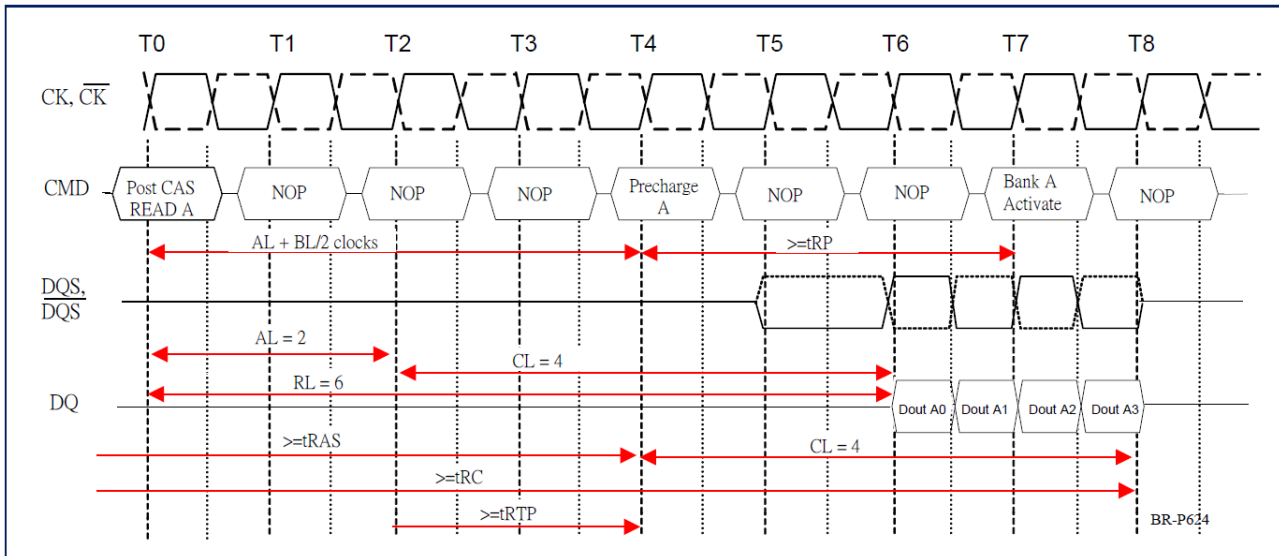 T0 T1 T2 T3 T4 T5 T6 T7 T8
CK, CK
CMD
Post CAS
READ A
NOP
NOP
NOP
Precharge
A
NOP
NOP
Bank A
Activate
NOP
AL + BL/2 clocks
>=tRP
DQS,
DQS
AL = 2
CL = 4
RL = 6
DQ
Dout A0
Dout A1
Dout A2
Dout A3
>=tRAS
CL = 4
>=tRC
>=tRTP
BR-P624